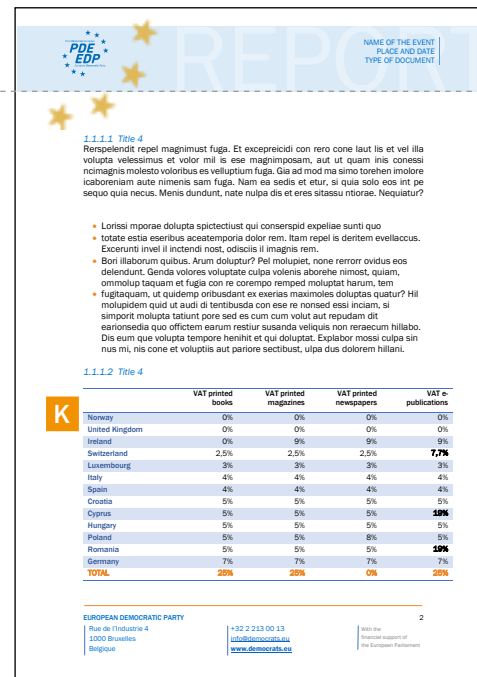 REPORT
PDE
EDP
NAME OF THE EVENT
PLACE AND DATE
TYPE OF DOCUMENT
1.1.1.1 Title 4
Rerspelendit repel magnimust fuga. Et excepreicidi con rero cone laut lis et vel illa
volupta velessimus et volor mil is ese magnimposam, aut ut quam inis conessi
ncimagnis molesto voloribus es velluptium fuga. Gia ad mod ma simo torehen imolore
icaboreniam aute nimenis sam fuga. Nam ea sedis et etur, si quia solo eos int pe
sequo quia necus. Menis dundunt, nate nulpa dis et eres sitassu ntiorae. Nequiatur?
• Lorissi mporae dolupta spictectiust qui conserspid expeliae sunti quo
• totate estia eseribus aceatemporia dolor rem. Itam repel is deritem evellaccus.
Excerunti invel il inctendi nost, odisciis il imagnis rem.
• Bori illaborum quibus. Arum doluptur? Pel molupiet, none rerrorr ovidus eos
delendunt. Genda volores voluptate culpa volenis aborehe nimost, quiam,
ommolup taquam et fugia con re corempo remped moluptat harum, tem
• fugitaquam, ut quidemp oribusdant ex exerias maximoles doluptas quatur? Hil
molupidem quid ut audi di tentibusda con ese re nonsed essi inciam, si
simporit molupta tatiunt pore sed es cum cum volut aut repudam dit
earionsedia quo offictem earum restiur susanda veliquis non reraecum hillabo.
Dis eum que volupta tempore henihit et qui doluptat. Explabor mossi culpa sin
nus mi, nis cone et voluptiis aut pariore sectibust, ulpa dus dolorem hillani.
1.1.1.2 Title 4
K
VAT printed books VAT printed magazines VAT printed newspapers VAT e-publications
Norway 0% 0% 0% 0%
United Kingdom 0% 0% 0% 0%
Ireland 0% 9% 9% 9%
Switzerland 2,5% 2,5% 2,5% 7,7%
Luxembourg 3% 3% 3% 3%
Italy 4% 4% 4% 4%
Spain 4% 4% 4% 4%
Croatia 5% 5% 5% 5%
Cyprus 5% 5% 5% 19%
Hungary 5% 5% 5% 5%
Poland 5% 5% 8% 5%
Romania 5% 5% 5% 19%
Germany 7% 7% 7% 7%
TOTAL 25% 25% 0% 25%
EUROPEAN DEMOCRATIC PARTY 2
Rue de l'Industrie 4
1000 Bruxelles
Belgique
+32 2 213 00 13
info@democrats.eu
www.democrats.eu
With the
financial support of
the European Parliament